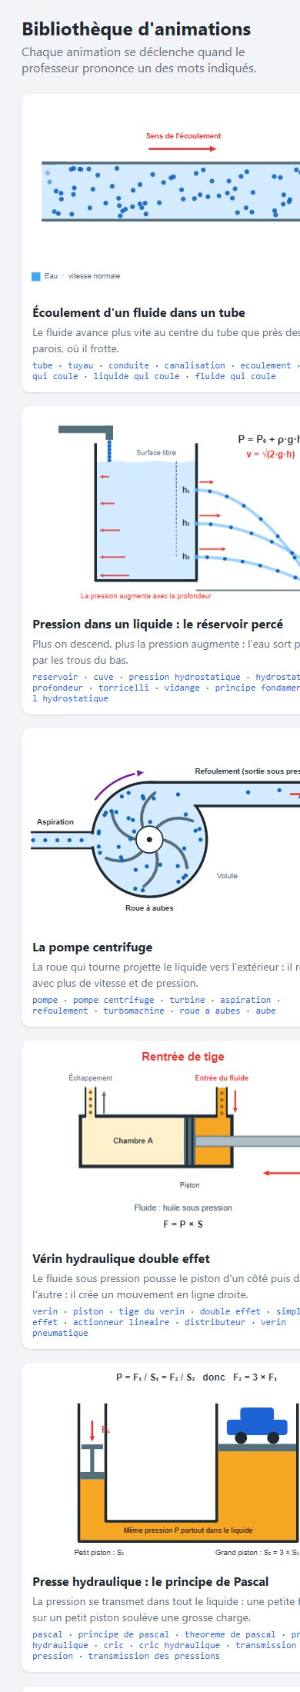 Bibliothèque d'animations
Chaque animation se déclenche quand le
professeur prononce un des mots indiqués.
Sens de l'écoulement
Eau · vitesse normale
Écoulement d'un fluide dans un tube
Le fluide avance plus vite au centre du tube que près des
parois, où il frotte.
tube · tuyau · conduite · canalisation · ecoulement ·
qui coule · liquide qui coule · fluide qui coule
P = P₀ + ρ·g·h
Surface libre
v = √(2·g·h)
h₁
h₂
h₃
La pression augmente avec la profondeur
Pression dans un liquide : le réservoir percé
Plus on descend, plus la pression augmente : l'eau sort p
par les trous du bas.
reservoir · cuve · pression hydrostatique · hydrostat
profondeur · torricelli · vidange · principe fondamen
l hydrostatique
Refoulement (sortie sous pres
Aspiration
Volute
Roue à aubes
La pompe centrifuge
La roue qui tourne projette le liquide vers l'extérieur : il r
avec plus de vitesse et de pression.
pompe · pompe centrifuge · turbine · aspiration ·
refoulement · turbomachine · roue a aubes · aube
Rentrée de tige
Échappement
Entrée du fluide
Chambre A
Piston
Fluide : huile sous pression
F = P × S
Vérin hydraulique double effet
Le fluide sous pression pousse le piston d'un côté puis d
l'autre : il crée un mouvement en ligne droite.
verin · piston · tige du verin · double effet · simpl
effet · actionneur lineaire · distributeur · verin
pneumatique
P = F₁ / S₁ = F₂ / S₂ donc F₂ = 3 × F₁
F₁
Même pression P partout dans le liquide
Petit piston : S₁
Grand piston : S₂ = 3 × S₁
Presse hydraulique : le principe de Pascal
La pression se transmet dans tout le liquide : une petite f
sur un petit piston soulève une grosse charge.
pascal · principe de pascal · theoreme de pascal · pr
hydraulique · cric · cric hydraulique · transmission
pression · transmission des pressions